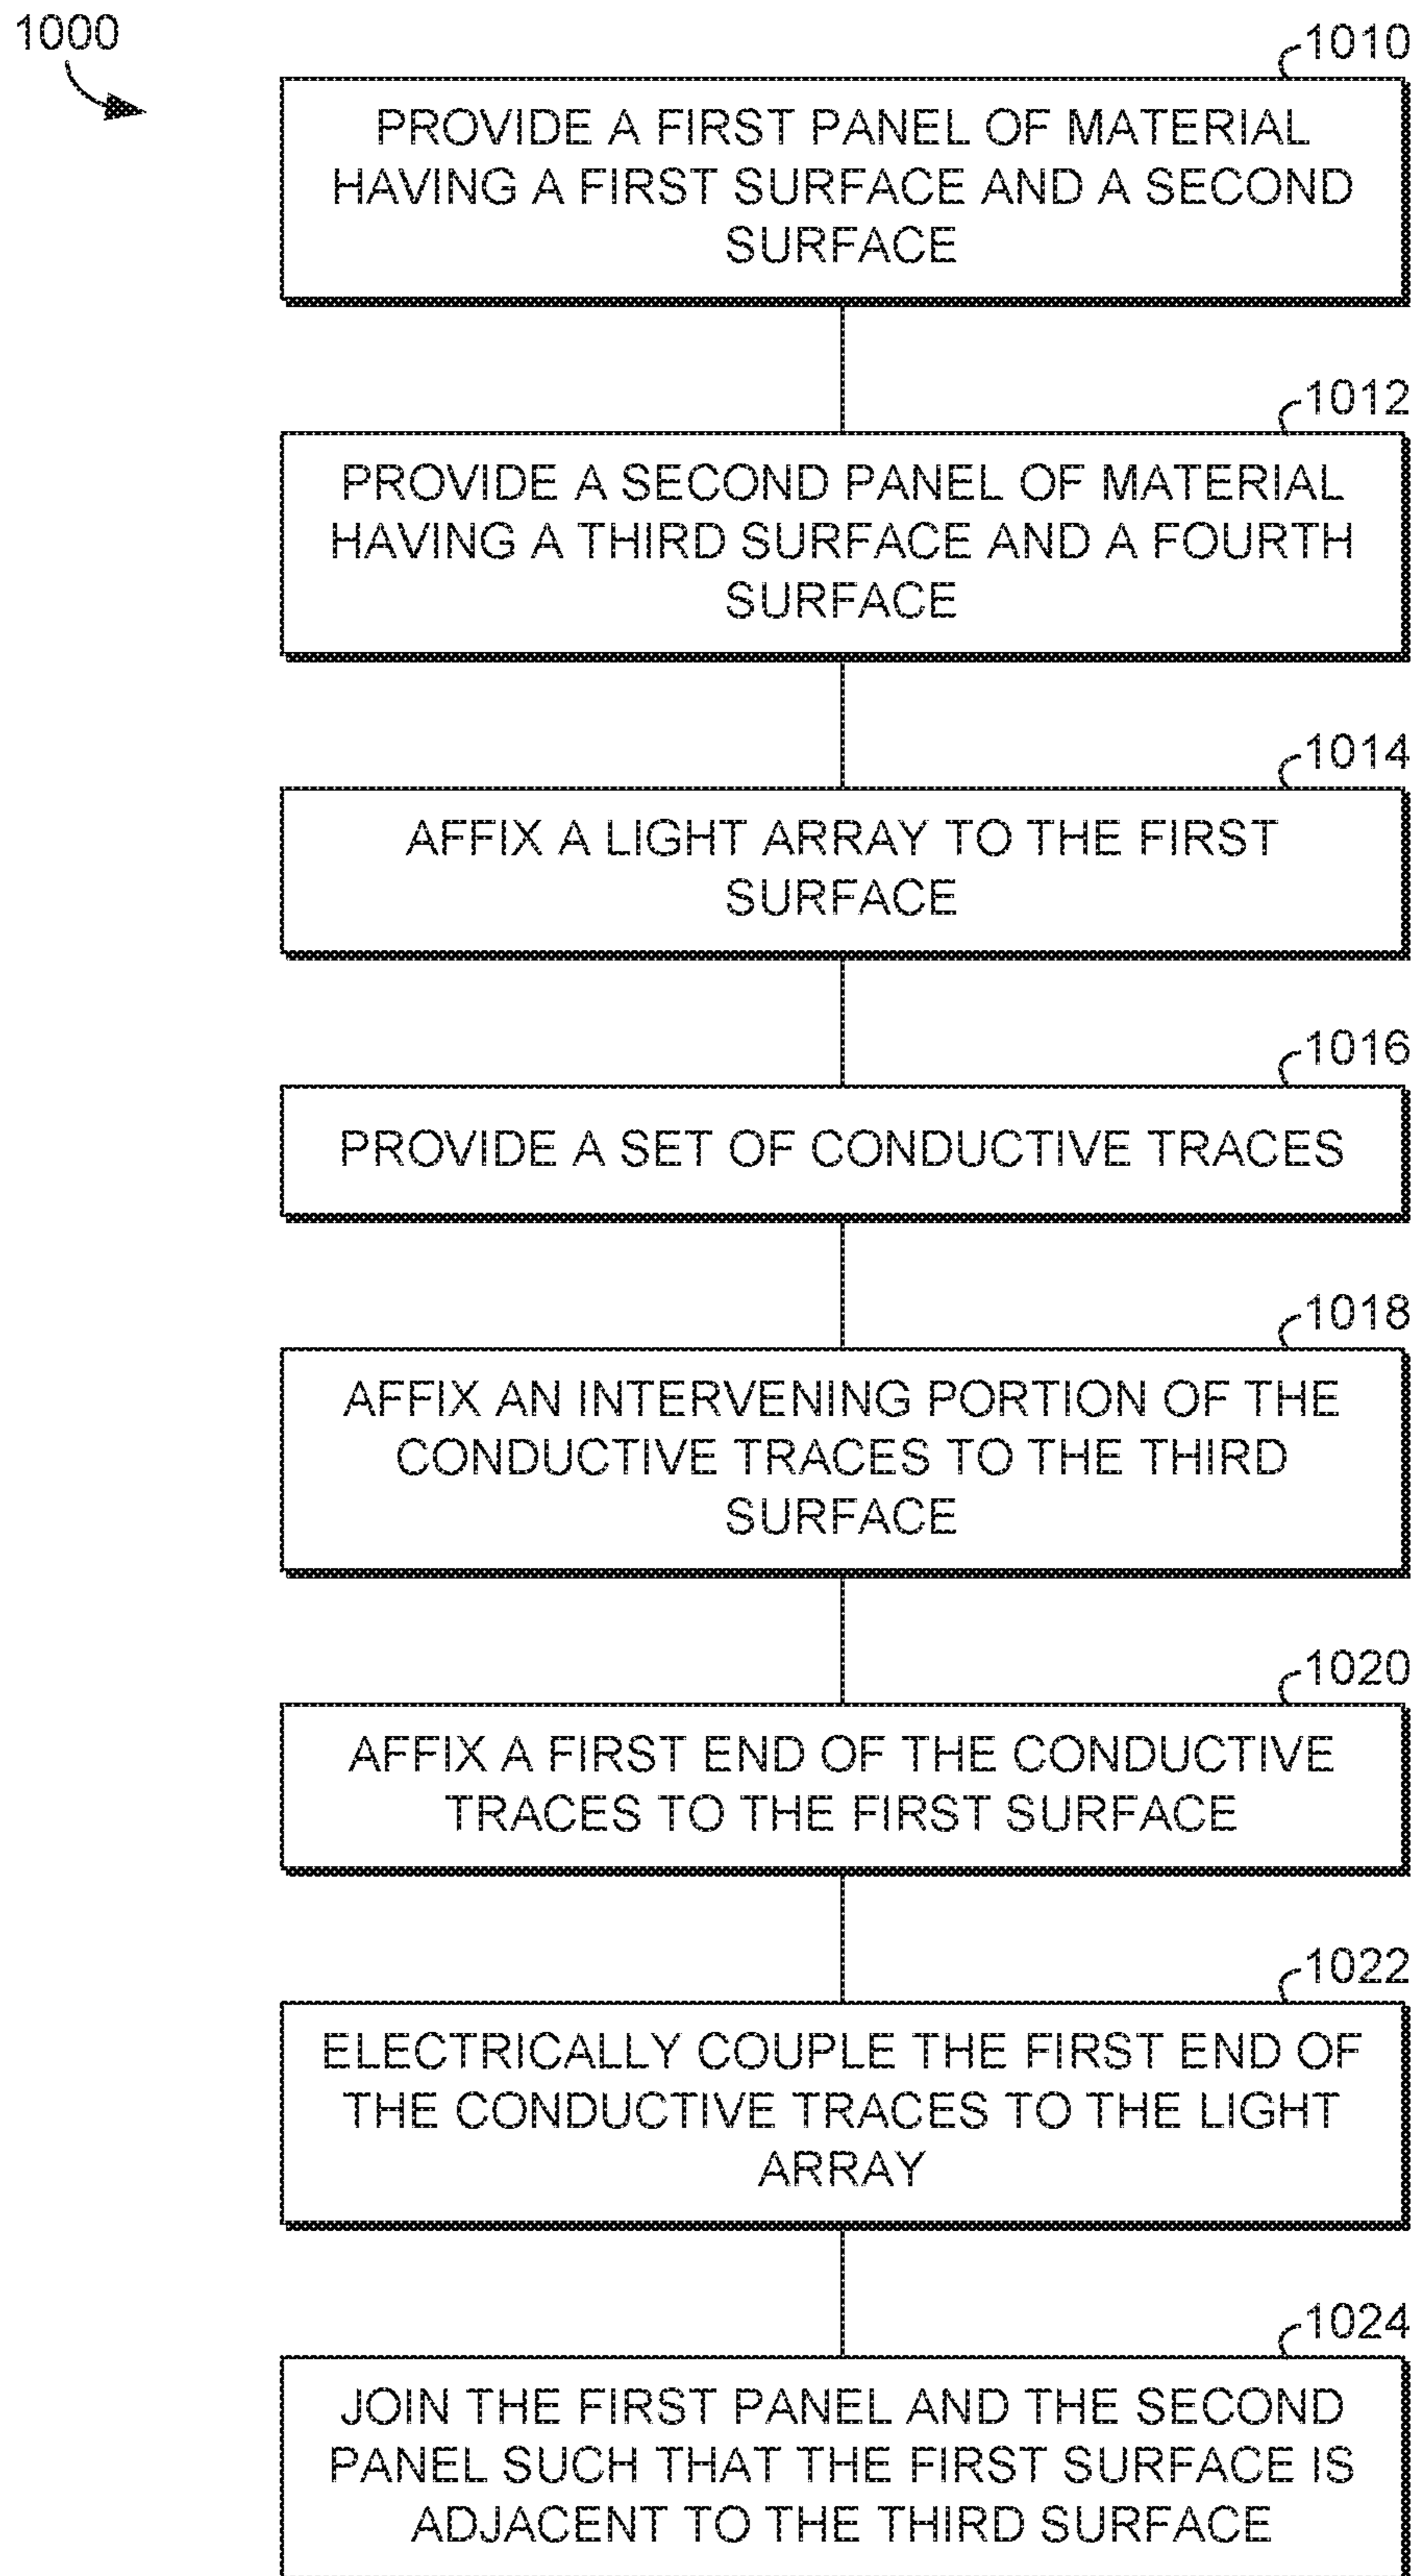 1000
1010
PROVIDE A FIRST PANEL OF MATERIAL
HAVING A FIRST SURFACE AND A SECOND
SURFACE
1012
PROVIDE A SECOND PANEL OF MATERIAL
HAVING A THIRD SURFACE AND A FOURTH
SURFACE
1014
AFFIX A LIGHT ARRAY TO THE FIRST
SURFACE
1016
PROVIDE A SET OF CONDUCTIVE TRACES
1018
AFFIX AN INTERVENING PORTION OF THE
CONDUCTIVE TRACES TO THE THIRD
SURFACE
1020
AFFIX A FIRST END OF THE CONDUCTIVE
TRACES TO THE FIRST SURFACE
1022
ELECTRICALLY COUPLE THE FIRST END OF
THE CONDUCTIVE TRACES TO THE LIGHT
ARRAY
1024
JOIN THE FIRST PANEL AND THE SECOND
PANEL SUCH THAT THE FIRST SURFACE IS
ADJACENT TO THE THIRD SURFACE